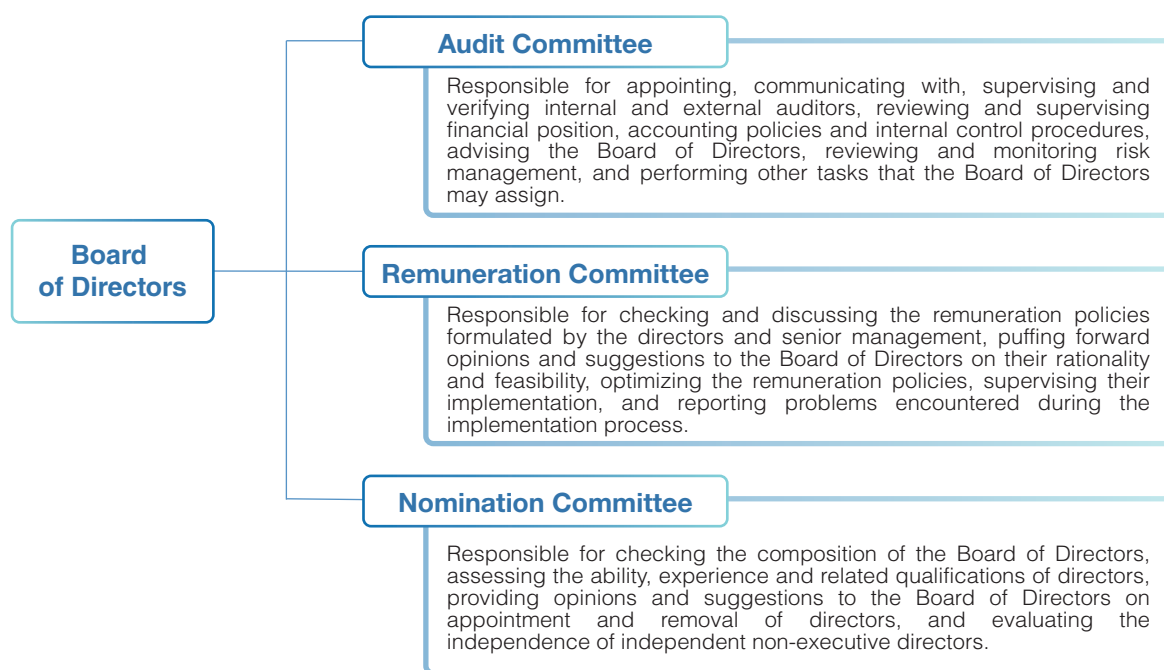 Audit Committee
Responsible for appointing, communicating with, supervising and
verifying internal and external auditors, reviewing and supervising
financial position, accounting policies and internal control procedures,
advising the Board of Directors, reviewing and monitoring risk
management, and performing other tasks that the Board of Directors
may assign.
Board
of Directors
Remuneration Committee
Responsible for checking and discussing the remuneration policies
formulated by the directors and senior management, puffing forward
opinions and suggestions to the Board of Directors on their rationality
and feasibility, optimizing the remuneration policies, supervising their
implementation, and reporting problems encountered during the
implementation process.
Nomination Committee
Responsible for checking the composition of the Board of Directors,
assessing the ability, experience and related qualifications of directors,
providing opinions and suggestions to the Board of Directors on
appointment and removal of directors, and evaluating the
independence of independent non-executive directors.